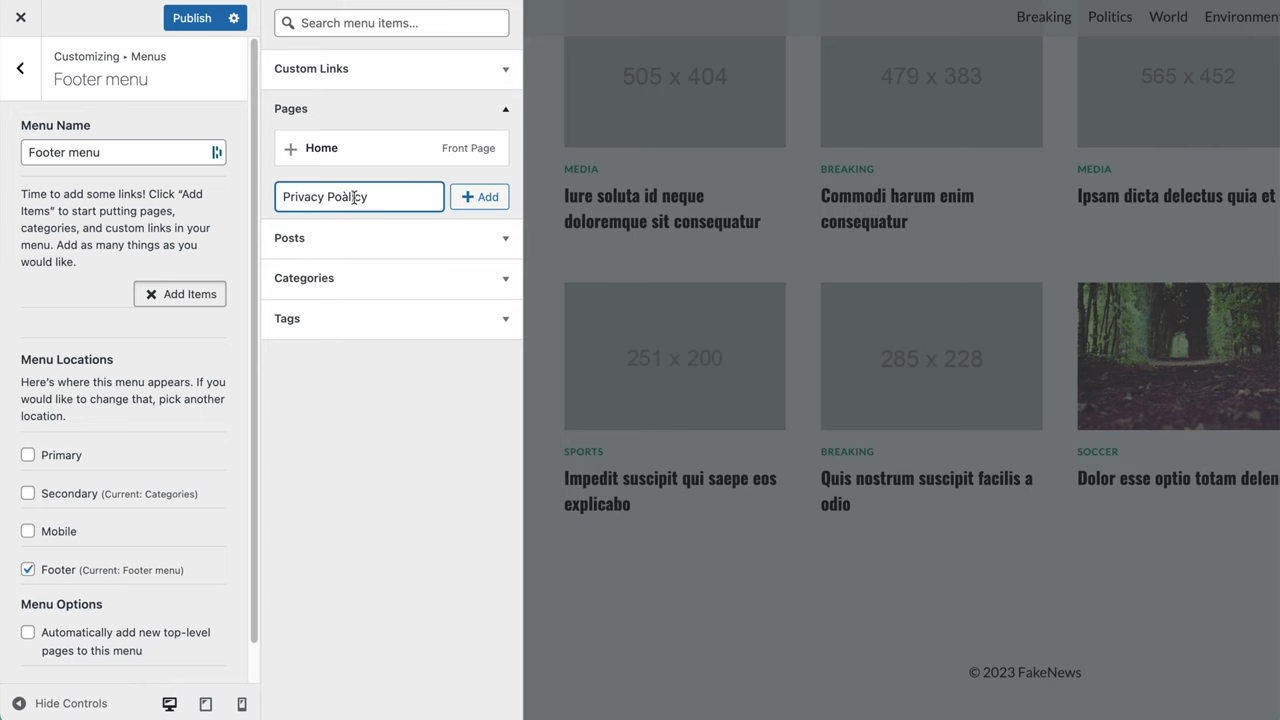 Publish
Customizing ▸ Menus
Footer menu
Menu Name
Footer menu
Time to add some links! Click “Add
Items” to start putting pages,
categories, and custom links in your
menu. Add as many things as you
would like.
Add Items
Menu Locations
Here’s where this menu appears. If you
would like to change that, pick another
location.
Primary
Secondary (Current: Categories)
Mobile
Footer (Current: Footer menu)
Menu Options
Automatically add new top-level
pages to this menu
Hide Controls
Search menu items...
Custom Links
Pages
Home
Front Page
Privacy Poàlicy
Add
Posts
Categories
Tags
Breaking
Politics
World
Environmen
505 x 404
479 x 383
565 x 452
MEDIA
Iure soluta id neque
doloremque sit consequatur
BREAKING
Commodi harum enim
consequatur
MEDIA
Ipsam dicta delectus quia et
251 x 200
285 x 228
SPORTS
Impedit suscipit qui saepe eos
explicabo
BREAKING
Quis nostrum suscipit facilis a
odio
SOCCER
Dolor esse optio totam delen
© 2023 FakeNews